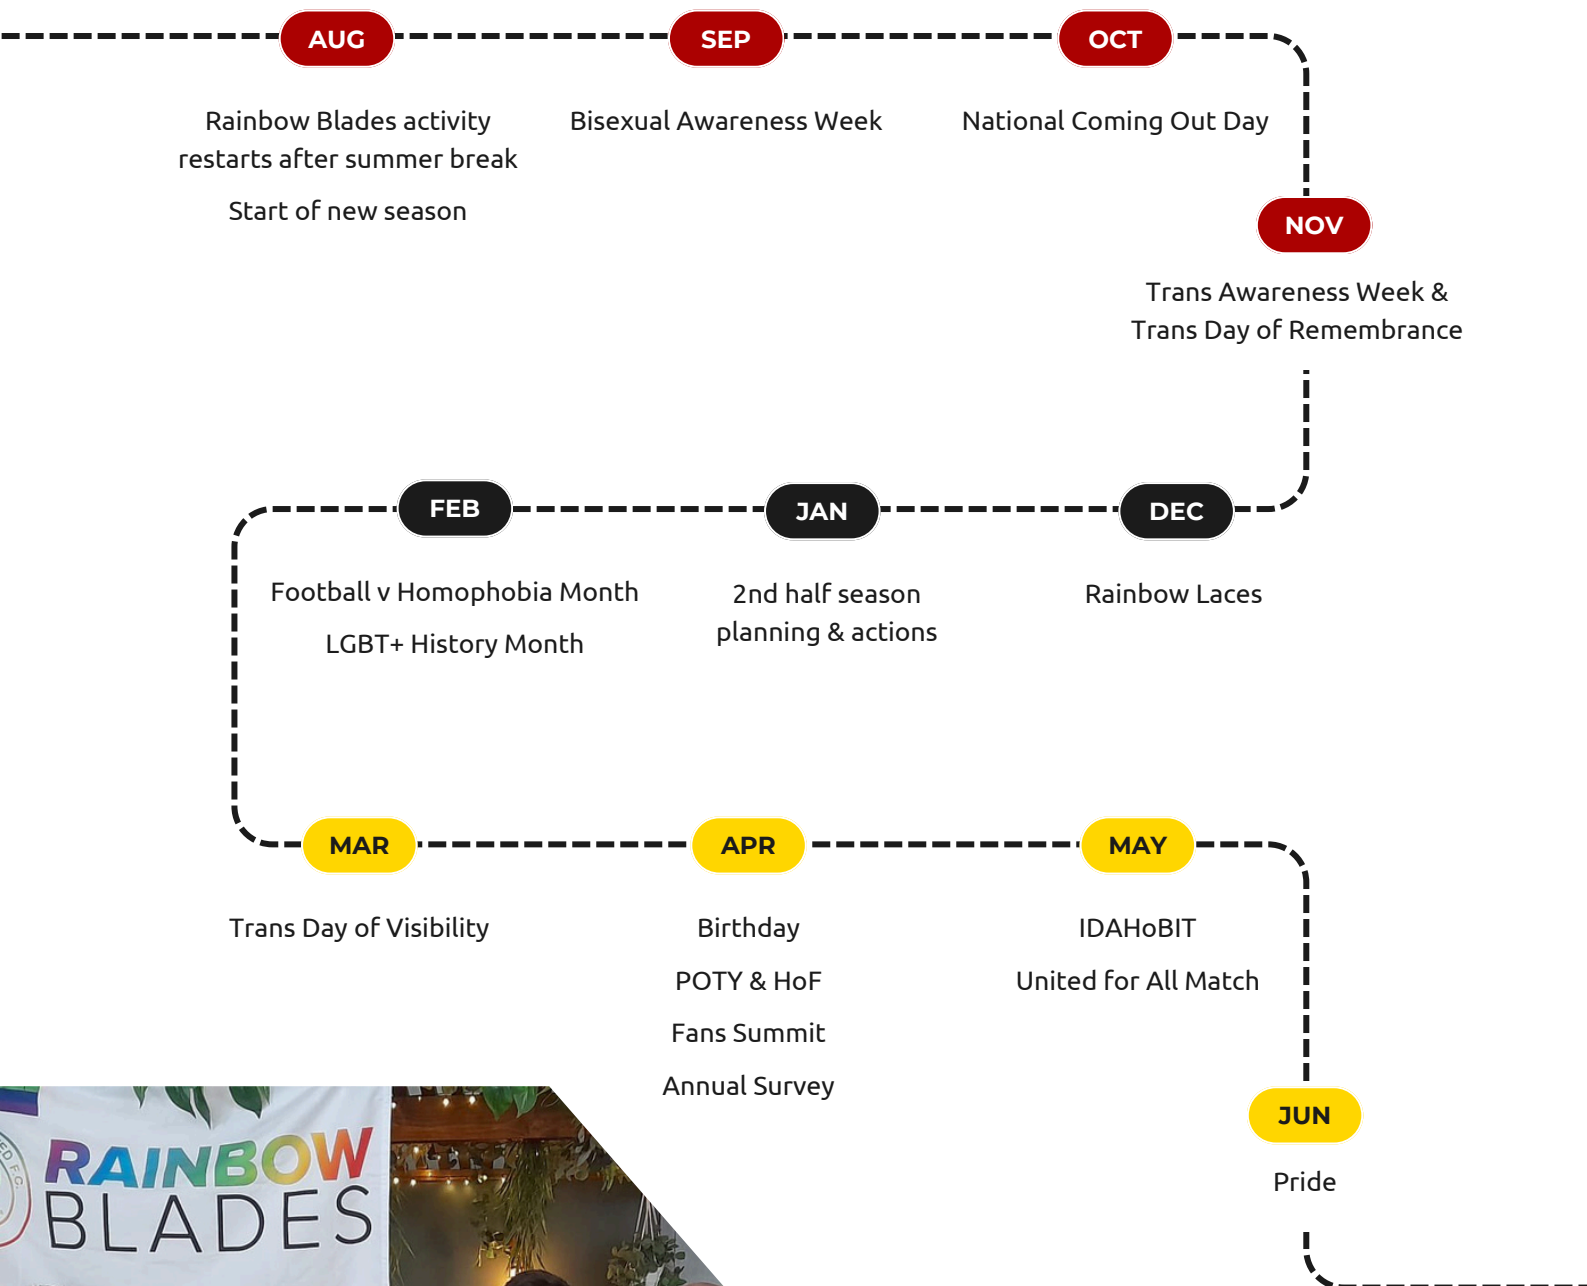 AUG
SEP
OCT
Rainbow Blades activity
restarts after summer break
Start of new season
Bisexual Awareness Week
National Coming Out Day
NOV
Trans Awareness Week &
Trans Day of Remembrance
DEC
Rainbow Laces
JAN
2nd half season
planning & actions
FEB
Football v Homophobia Month
LGBT+ History Month
MAR
Trans Day of Visibility
APR
Birthday
POTY & HoF
Fans Summit
Annual Survey
MAY
IDAHoBIT
United for All Match
JUN
Pride
RAINBOW
BLADES
F.C.